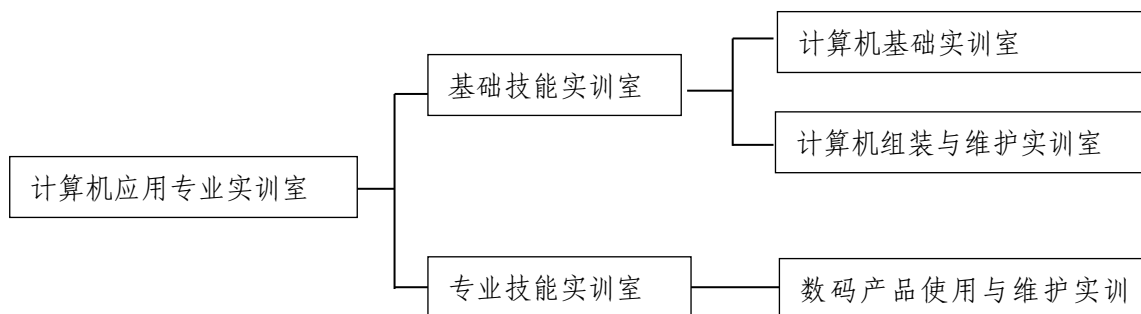 计算机基础实训室
基础技能实训室
计算机组装与维护实训室
计算机应用专业实训室
专业技能实训室
数码产品使用与维护实训